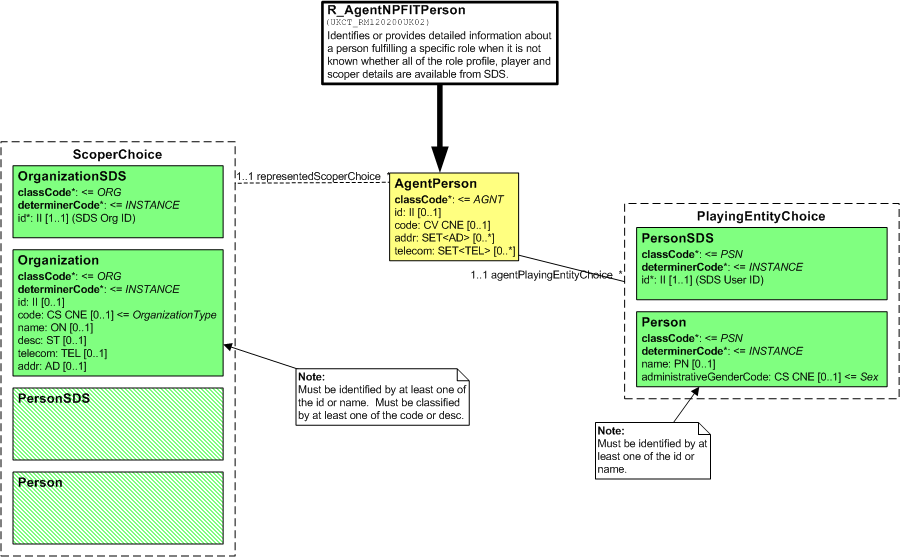 R_AgentNPFITPerson
(UKCT_RM120200UK02)
Identifies or provides detailed information about
a person fulfilling a specific role when it is not
known whether all of the role profile, player and
scoper details are available from SDS.
ScoperChoice
OrganizationSDS
classCode*: <= ORG
determinerCode*: <= INSTANCE
id*: II [1..1] (SDS Org ID)
Organization
classCode*: <= ORG
determinerCode*: <= INSTANCE
id: II [0..1]
code: CS CNE [0..1] <= OrganizationType
name: ON [0..1]
desc: ST [0..1]
telecom: TEL [0..1]
addr: AD [0..1]
PersonSDS
Person
1..1 representedScoperChoice *
AgentPerson
classCode*: <= AGNT
id: II [0..1]
code: CV CNE [0..1]
addr: SET<AD> [0..*]
telecom: SET<TEL> [0..*]
1..1 agentPlayingEntityChoice *
PlayingEntityChoice
PersonSDS
classCode*: <= PSN
determinerCode*: <= INSTANCE
id*: II [1..1] (SDS User ID)
Person
classCode*: <= PSN
determinerCode*: <= INSTANCE
name: PN [0..1]
administrativeGenderCode: CS CNE [0..1] <= Sex
Note:
Must be identified by at least one of
the id or name.  Must be classified
by at least one of the code or desc.
Note:
Must be identified by at
least one of the id or
name.